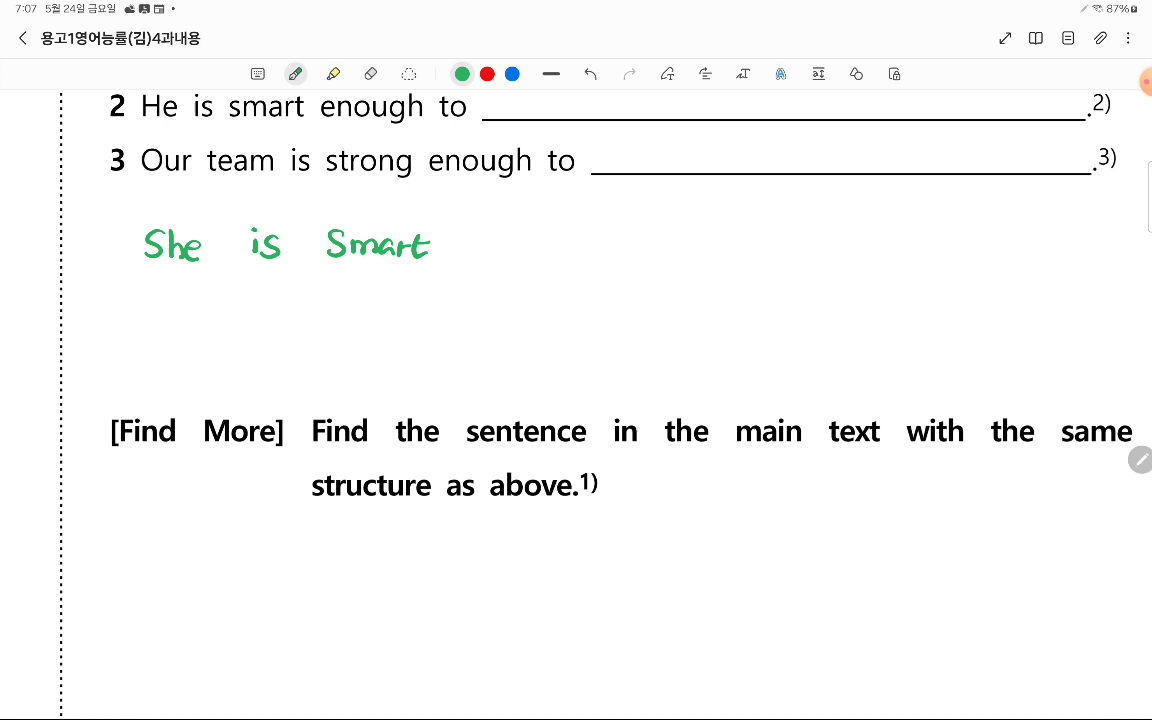 7:07 5월 24일 금요일 87%
용고1영어능률(김)4과내용
2 He is smart enough to ________________.2)
3 Our team is strong enough to ________________.3)
She is Smart
[Find More] Find the sentence in the main text with the same
structure as above.1)